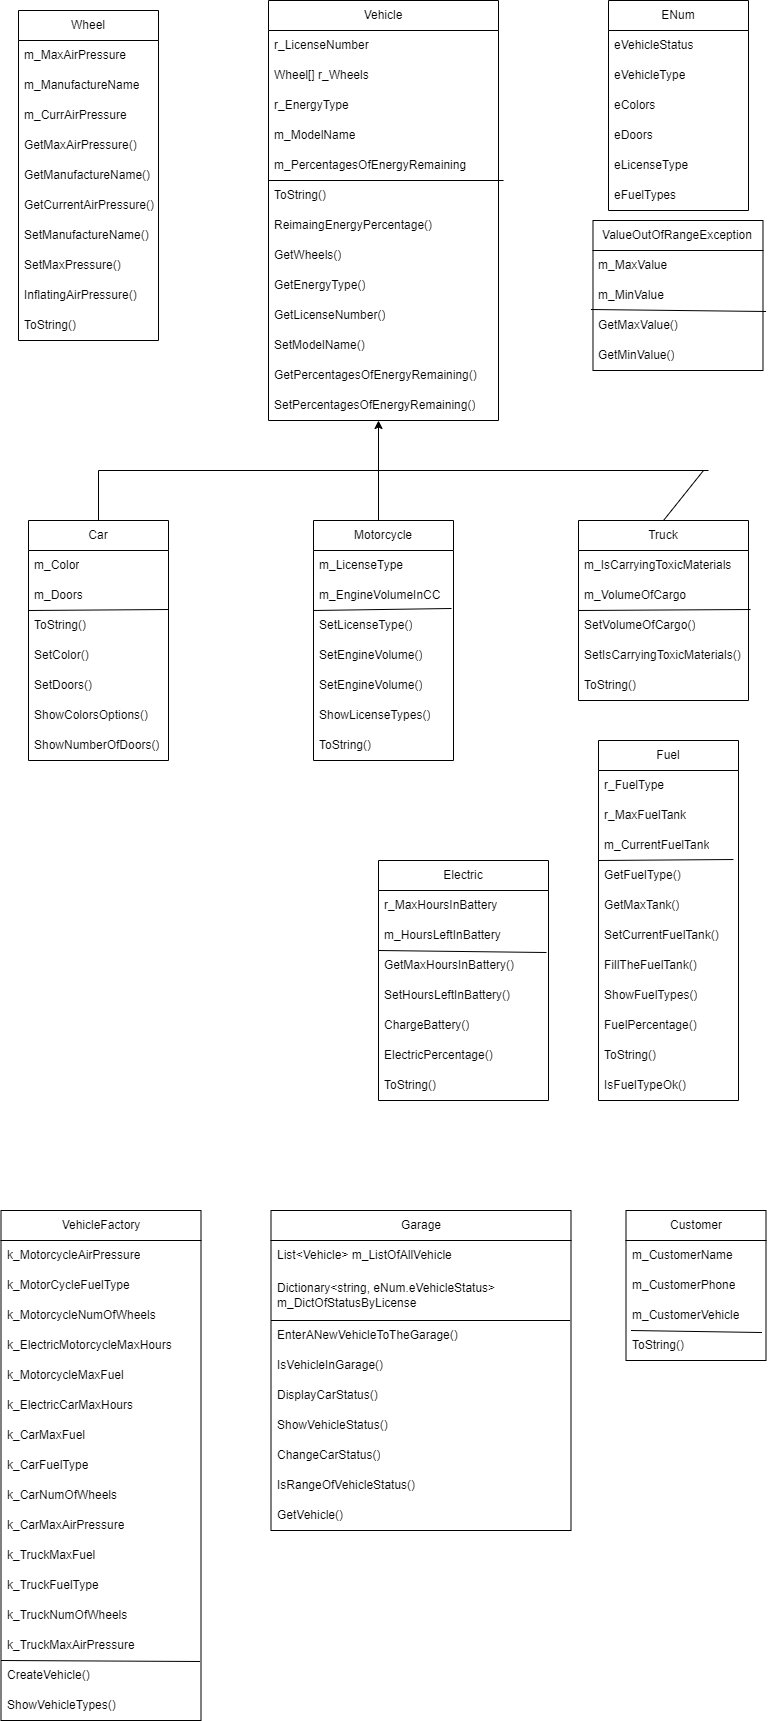 Wheel
m_MaxAirPressure
m_ManufactureName
m_CurrAirPressure
GetMaxAirPressure()
GetManufactureName()
GetCurrentAirPressure()
SetManufactureName()
SetMaxPressure()
InflatingAirPressure()
ToString()
Vehicle
r_LicenseNumber
Wheel[] r_Wheels
r_EnergyType
m_ModelName
m_PercentagesOfEnergyRemaining
ToString()
ReimaingEnergyPercentage()
GetWheels()
GetEnergyType()
GetLicenseNumber()
SetModelName()
GetPercentagesOfEnergyRemaining()
SetPercentagesOfEnergyRemaining()
ENum
eVehicleStatus
eVehicleType
eColors
eDoors
eLicenseType
eFuelTypes
ValueOutOfRangeException
m_MaxValue
m_MinValue
GetMaxValue()
GetMinValue()
Car
m_Color
m_Doors
ToString()
SetColor()
SetDoors()
ShowColorsOptions()
ShowNumberOfDoors()
Motorcycle
m_LicenseType
m_EngineVolumeInCC
SetLicenseType()
SetEngineVolume()
SetEngineVolume()
ShowLicenseTypes()
ToString()
Truck
m_IsCarryingToxicMaterials
m_VolumeOfCargo
SetVolumeOfCargo()
SetIsCarryingToxicMaterials()
ToString()
Electric
r_MaxHoursInBattery
m_HoursLeftInBattery
GetMaxHoursInBattery()
SetHoursLeftInBattery()
ChargeBattery()
ElectricPercentage()
ToString()
Fuel
r_FuelType
r_MaxFuelTank
m_CurrentFuelTank
GetFuelType()
GetMaxTank()
SetCurrentFuelTank()
FillTheFuelTank()
ShowFuelTypes()
FuelPercentage()
ToString()
IsFuelTypeOk()
VehicleFactory
k_MotorcycleAirPressure
k_MotorCycleFuelType
k_MotorcycleNumOfWheels
k_ElectricMotorcycleMaxHours
k_MotorcycleMaxFuel
k_ElectricCarMaxHours
k_CarMaxFuel
k_CarFuelType
k_CarNumOfWheels
k_CarMaxAirPressure
k_TruckMaxFuel
k_TruckFuelType
k_TruckNumOfWheels
k_TruckMaxAirPressure
CreateVehicle()
ShowVehicleTypes()
Garage
List<Vehicle> m_ListOfAllVehicle
Dictionary<string, eNum.eVehicleStatus>
m_DictOfStatusByLicense
EnterANewVehicleToTheGarage()
IsVehicleInGarage()
DisplayCarStatus()
ShowVehicleStatus()
ChangeCarStatus()
IsRangeOfVehicleStatus()
GetVehicle()
Customer
m_CustomerName
m_CustomerPhone
m_CustomerVehicle
ToString()